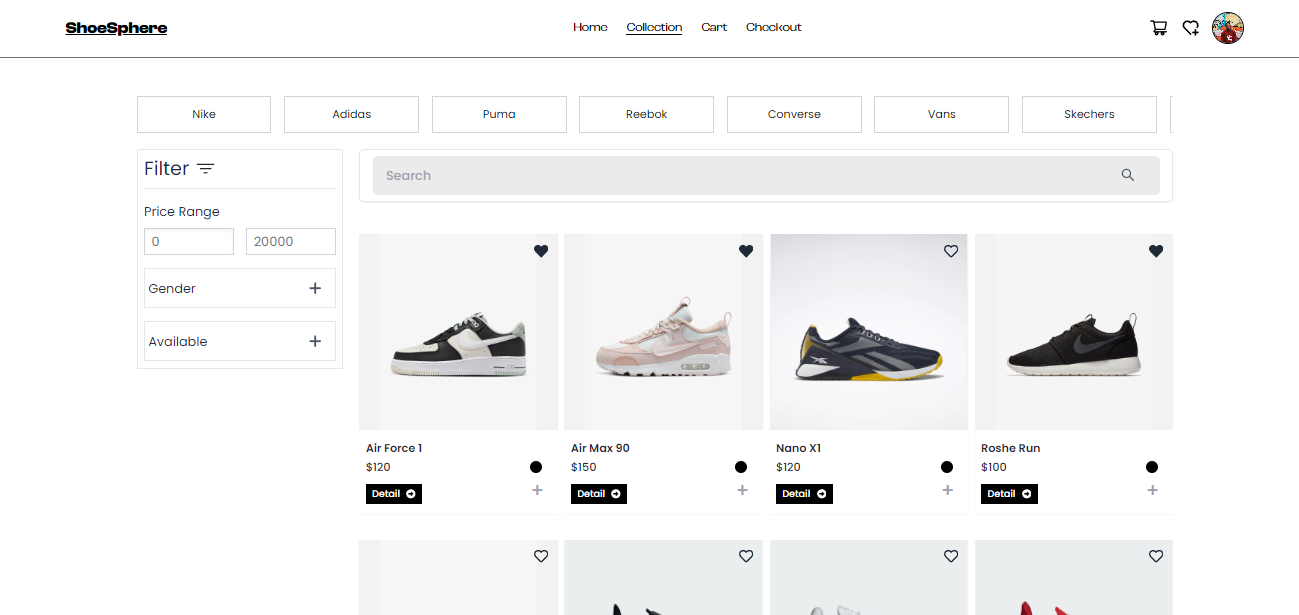 ShoeSphere Home Collection Cart Checkout
Nike Adidas Puma Reebok Converse Vans Skechers
Filter
Search
Price Range
0 20000
Gender
Available
Air Force 1 Air Max 90 Nano X1 Roshe Run
$120 $150 $120 $100
Detail Detail Detail Detail